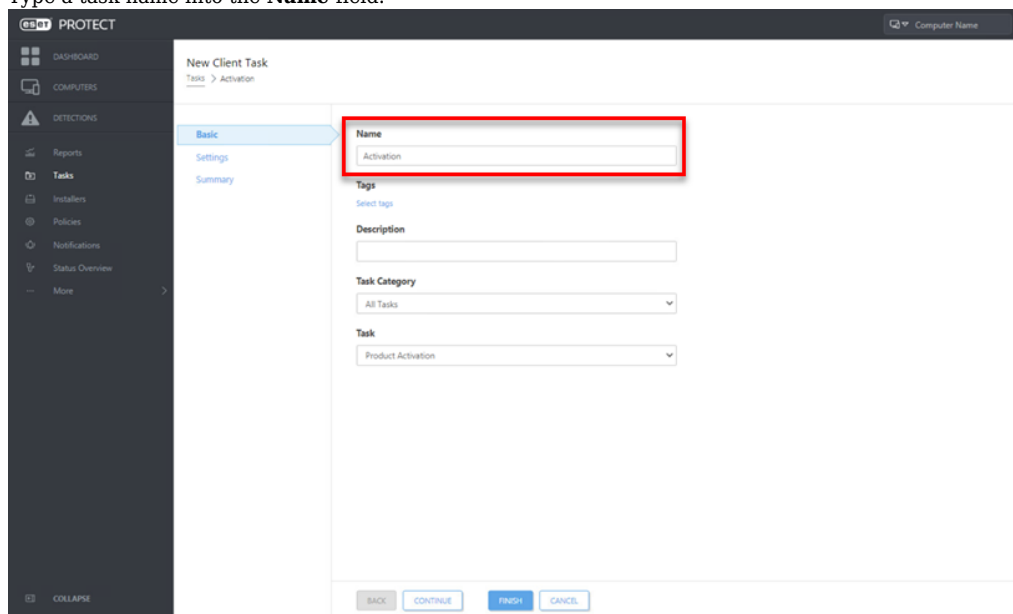 Type a task name into the Name field.
eset PROTECT
Computer Name
DASHBOARD
COMPUTERS
DETECTIONS
Reports
Tasks
Installers
Policies
Notifications
Status Overview
More
COLLAPSE
New Client Task
Tasks > Activation
Basic
Settings
Summary
Name
Activation
Tags
Select tags
Description
Task Category
All Tasks
Task
Product Activation
BACK CONTINUE FINISH CANCEL